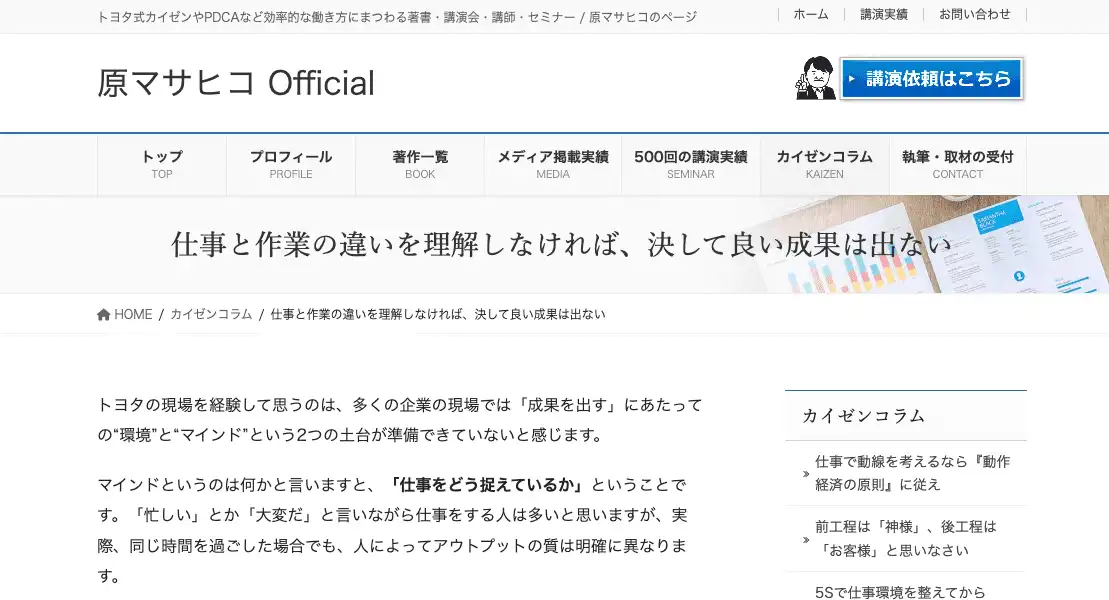 トヨタ式カイゼンやPDCAなど効率的な働き方にまつわる著書・講演会・講師・セミナー / 原マサヒコのページ
ホーム
講演実績
お問い合わせ
原マサヒコ Official
講演依頼はこちら
トップ
TOP
プロフィール
PROFILE
著作一覧
BOOK
メディア掲載実績
MEDIA
500回の講演実績
SEMINAR
カイゼンコラム
KAIZEN
執筆・取材の受付
CONTACT
仕事と作業の違いを理解しなければ、決して良い成果は出ない
HOME / カイゼンコラム / 仕事と作業の違いを理解しなければ、決して良い成果は出ない
トヨタの現場を経験して思うのは、多くの企業の現場では「成果を出す」にあたって
の“環境”と“マインド”という2つの土台が準備できていないと感じます。
マインドというのは何かと言いますと、「仕事をどう捉えているか」ということで
す。「忙しい」とか「大変だ」と言いながら仕事をする人は多いと思いますが、実
際、同じ時間を過ごした場合でも、人によってアウトプットの質は明確に異なりま
す。
カイゼンコラム
仕事で動線を考えるなら『動作
経済の原則』に従え
前工程は「神様」、後工程は
「お客様」と思いなさい
5Sで仕事環境を整えてから